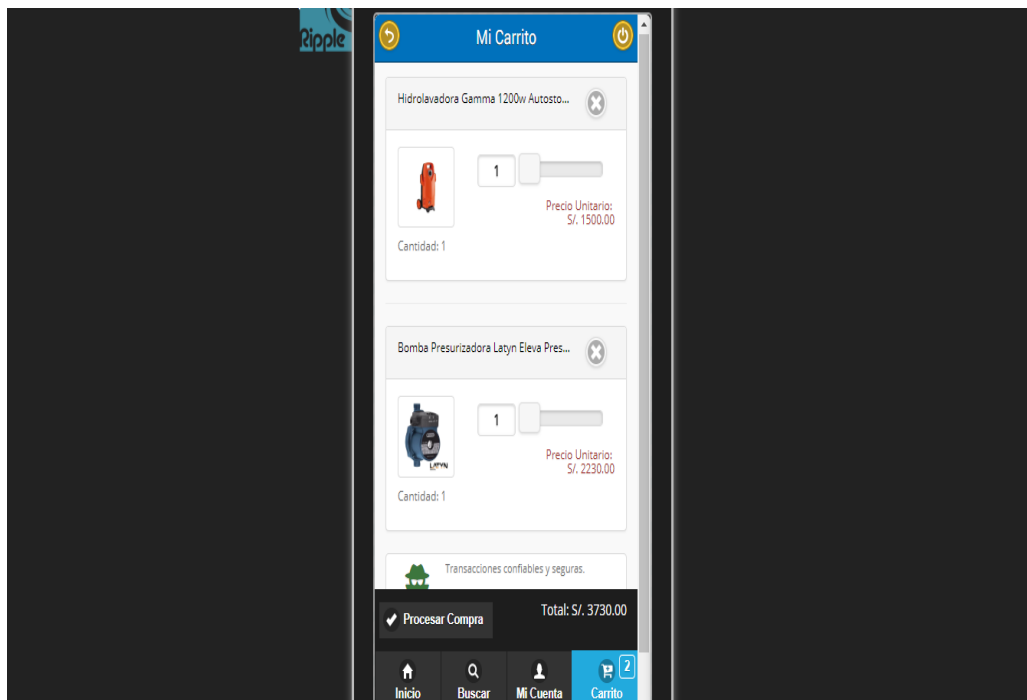 Ripple
Mi Carrito
Hidrolavadora Gamma 1200w Autosto...
1
Precio Unitario:
S/. 1500.00
Cantidad: 1
Bomba Presurizadora Latyn Eleva Pres...
1
LATYN
Precio Unitario:
S/. 2230.00
Cantidad: 1
Transacciones confiables y seguras.
Procesar Compra
Total: S/. 3730.00
2
Inicio
Buscar
Mi Cuenta
Carrito